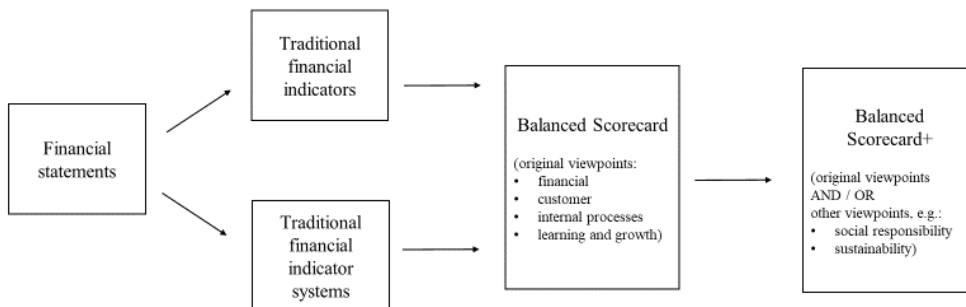 Financial
statements
Traditional
financial
indicators
Traditional
financial
indicator
systems
Balanced Scorecard
(original viewpoints:
• financial
• customer
• internal processes
• learning and growth)
Balanced
Scorecard+
(original viewpoints
AND / OR
other viewpoints, e.g.:
• social responsibility
• sustainability)